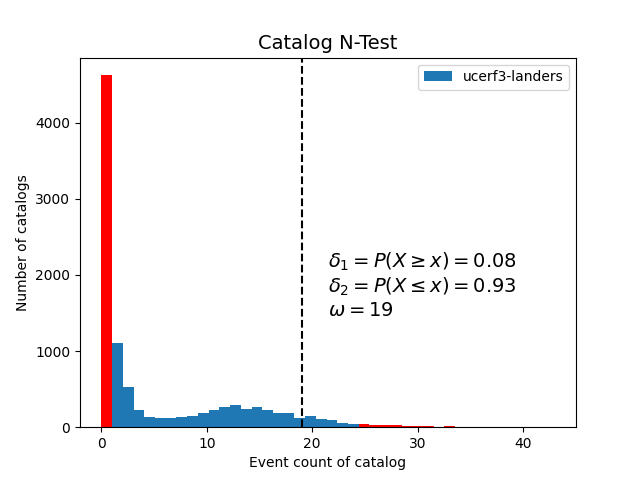 Catalog N-Test
ucerf3-landers
Number of catalogs
4000
3000
2000
1000
0
δ₁ = P(X ≥ x) = 0.08
δ₂ = P(X ≤ x) = 0.93
ω = 19
0 10 20 30 40
Event count of catalog